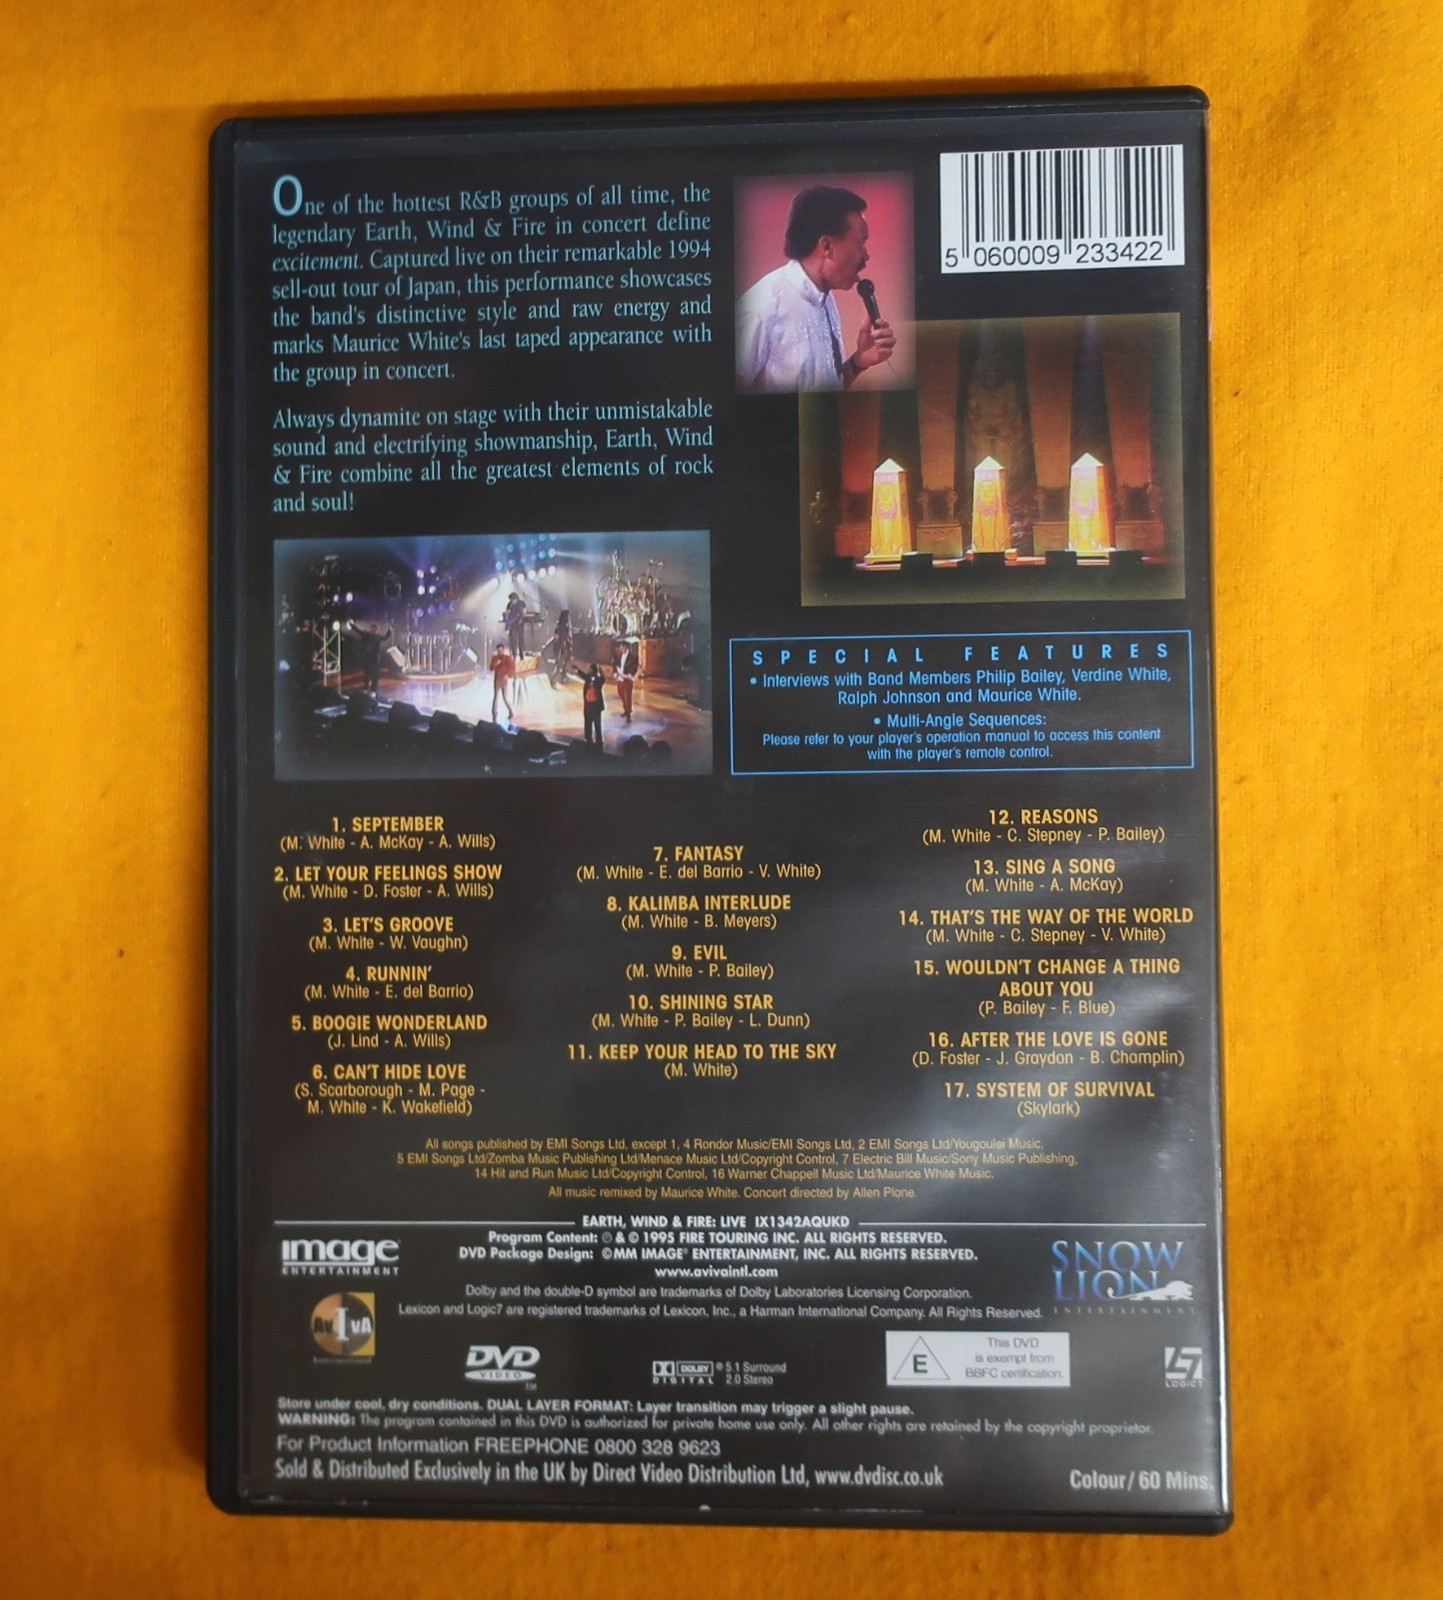 One of the hottest R&B groups of all time, the
legendary Earth, Wind & Fire in concert define
excitement. Captured live on their remarkable 1994
sell-out tour of Japan, this performance showcases
the band's distinctive style and raw energy and
marks Maurice White's last taped appearance with
the group in concert.
Always dynamite on stage with their unmistakable
sound and electrifying showmanship, Earth, Wind
& Fire combine all the greatest elements of rock
and soul!
5 060009 233422
SPECIAL FEATURES
• Interviews with Band Members Philip Bailey, Verdine White,
Ralph Johnson and Maurice White.
• Multi-Angle Sequences:
Please refer to your player's operation manual to access this content
with the player's remote control.
1. SEPTEMBER
(M. White - A. McKay - A. Wills)
2. LET YOUR FEELINGS SHOW
(M. White - D. Foster - A. Wills)
3. LET'S GROOVE
(M. White - W. Vaughn)
4. RUNNIN'
(M. White - E. del Barrio)
5. BOOGIE WONDERLAND
(J. Lind - A. Wills)
6. CAN'T HIDE LOVE
(S. Scarborough - M. Page -
M. White - K. Wakefield)
7. FANTASY
(M. White - E. del Barrio - V. White)
8. KALIMBA INTERLUDE
(M. White - B. Meyers)
9. EVIL
(M. White - P. Bailey)
10. SHINING STAR
(M. White - P. Bailey - L. Dunn)
11. KEEP YOUR HEAD TO THE SKY
(M. White)
12. REASONS
(M. White - C. Stepney - P. Bailey)
13. SING A SONG
(M. White - A. McKay)
14. THAT'S THE WAY OF THE WORLD
(M. White - C. Stepney - V. White)
15. WOULDN'T CHANGE A THING
ABOUT YOU
(P. Bailey - F. Blue)
16. AFTER THE LOVE IS GONE
(D. Foster - J. Graydon - B. Champlin)
17. SYSTEM OF SURVIVAL
(Skylark)
All songs published by EMI Songs Ltd, except 1, 4 Rondor Music/EMI Songs Ltd, 2 EMI Songs Ltd/Yougoulei Music,
5 EMI Songs Ltd/Zomba Music Publishing Ltd/Menace Music Ltd/Copyright Control, 7 Electric Bill Music/Sony Music Publishing,
14 Hit and Run Music Ltd/Copyright Control, 16 Warner Chappell Music Ltd/Maurice White Music.
All music remixed by Maurice White. Concert directed by Allen Plone.
EARTH, WIND & FIRE: LIVE IX1342AQUKD
Program Content: ℗ & © 1995 FIRE TOURING INC. ALL RIGHTS RESERVED.
DVD Package Design: ©MM IMAGE® ENTERTAINMENT, INC. ALL RIGHTS RESERVED.
www.avivaintl.com
Dolby and the double-D symbol are trademarks of Dolby Laboratories Licensing Corporation.
Lexicon and Logic7 are registered trademarks of Lexicon, Inc., a Harman International Company. All Rights Reserved.
image
ENTERTAINMENT
AvIvA
International
SNOW
LION
ENTERTAINMENT
DVD
VIDEO
TM
DOLBY
DIGITAL
5.1 Surround
2.0 Stereo
E
This DVD
is exempt from
BBFC certification.
L7
LOGIC7
Store under cool, dry conditions. DUAL LAYER FORMAT: Layer transition may trigger a slight pause.
WARNING: The program contained in this DVD is authorized for private home use only. All other rights are retained by the copyright proprietor.
For Product Information FREEPHONE 0800 328 9623
Sold & Distributed Exclusively in the UK by Direct Video Distribution Ltd, www.dvdisc.co.uk
Colour/ 60 Mins.